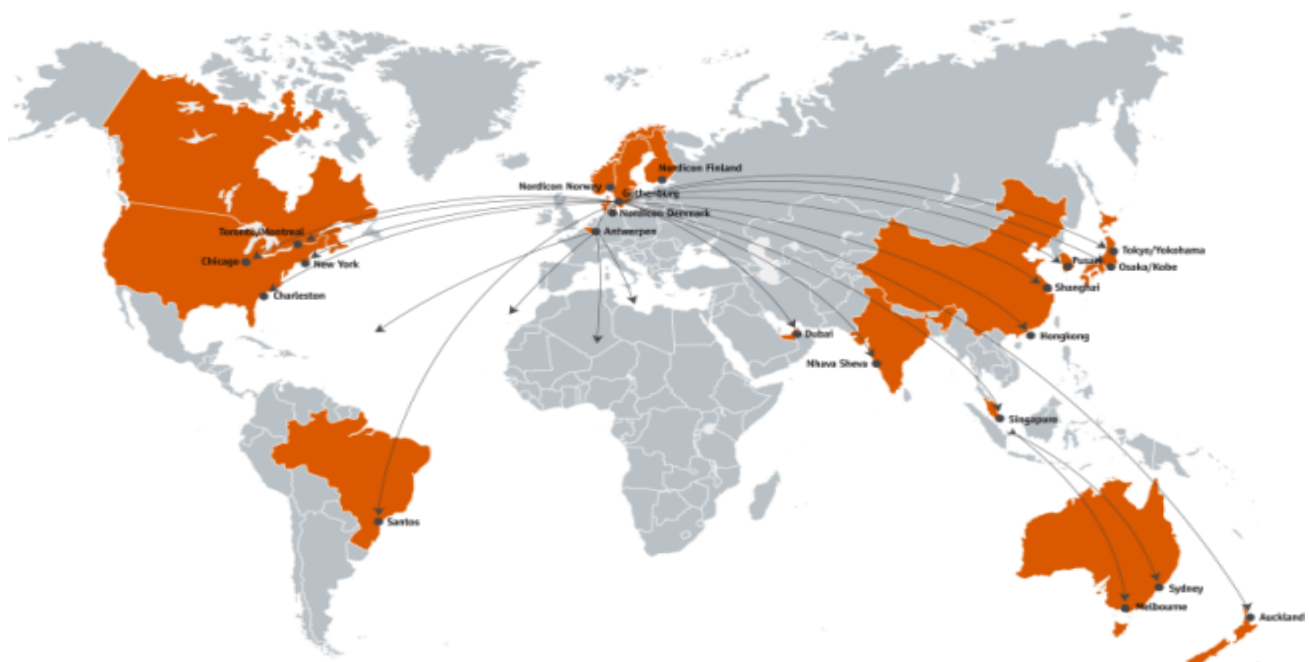 Nordicon Finland
Nordicon Norway
Gothenburg
Nordicon Denmark
Antwerpen
Toronto/Montreal
Chicago
New York
Charleston
Tokyo/Yokohama
Pusan
Osaka/Kobe
Shanghai
Hongkong
Dubai
Nhava Sheva
Singapore
Santos
Sydney
Melbourne
Auckland